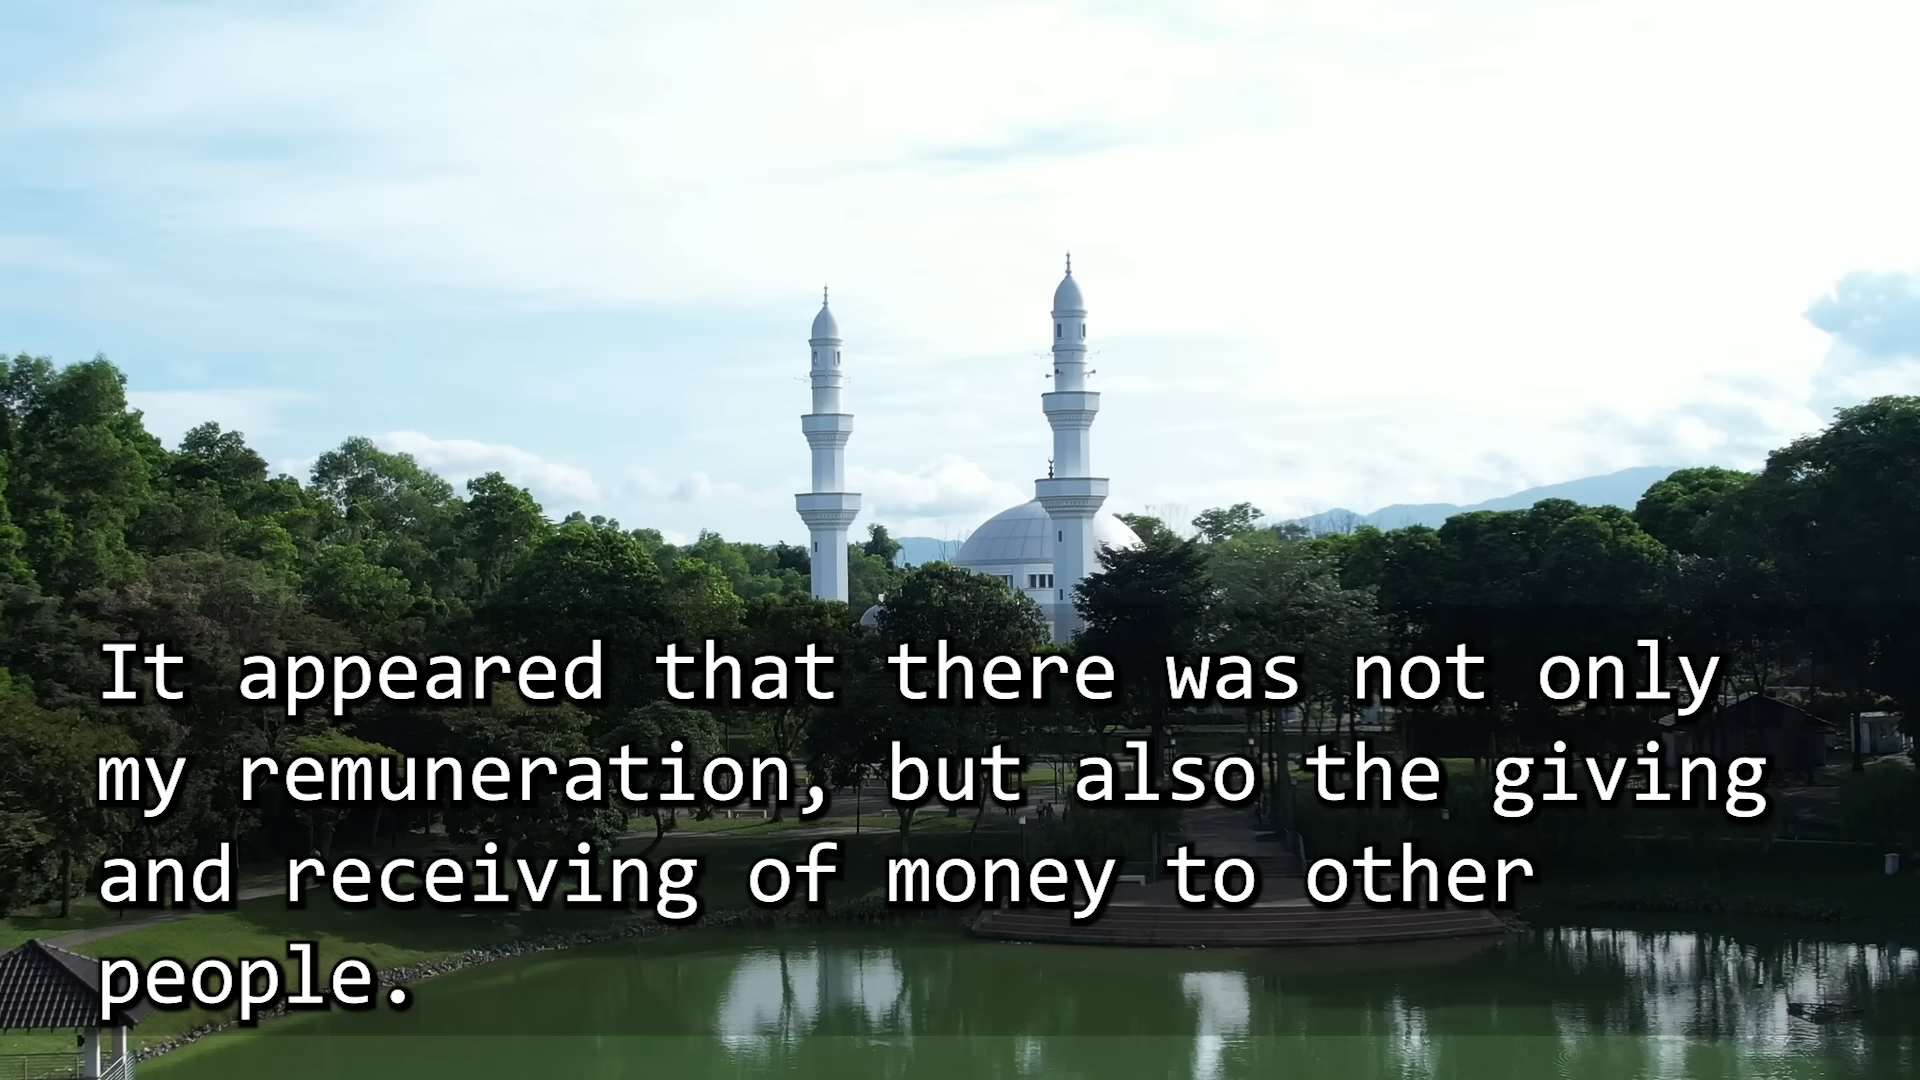 It appeared that there was not only
my remuneration, but also the giving
and receiving of money to other
people.